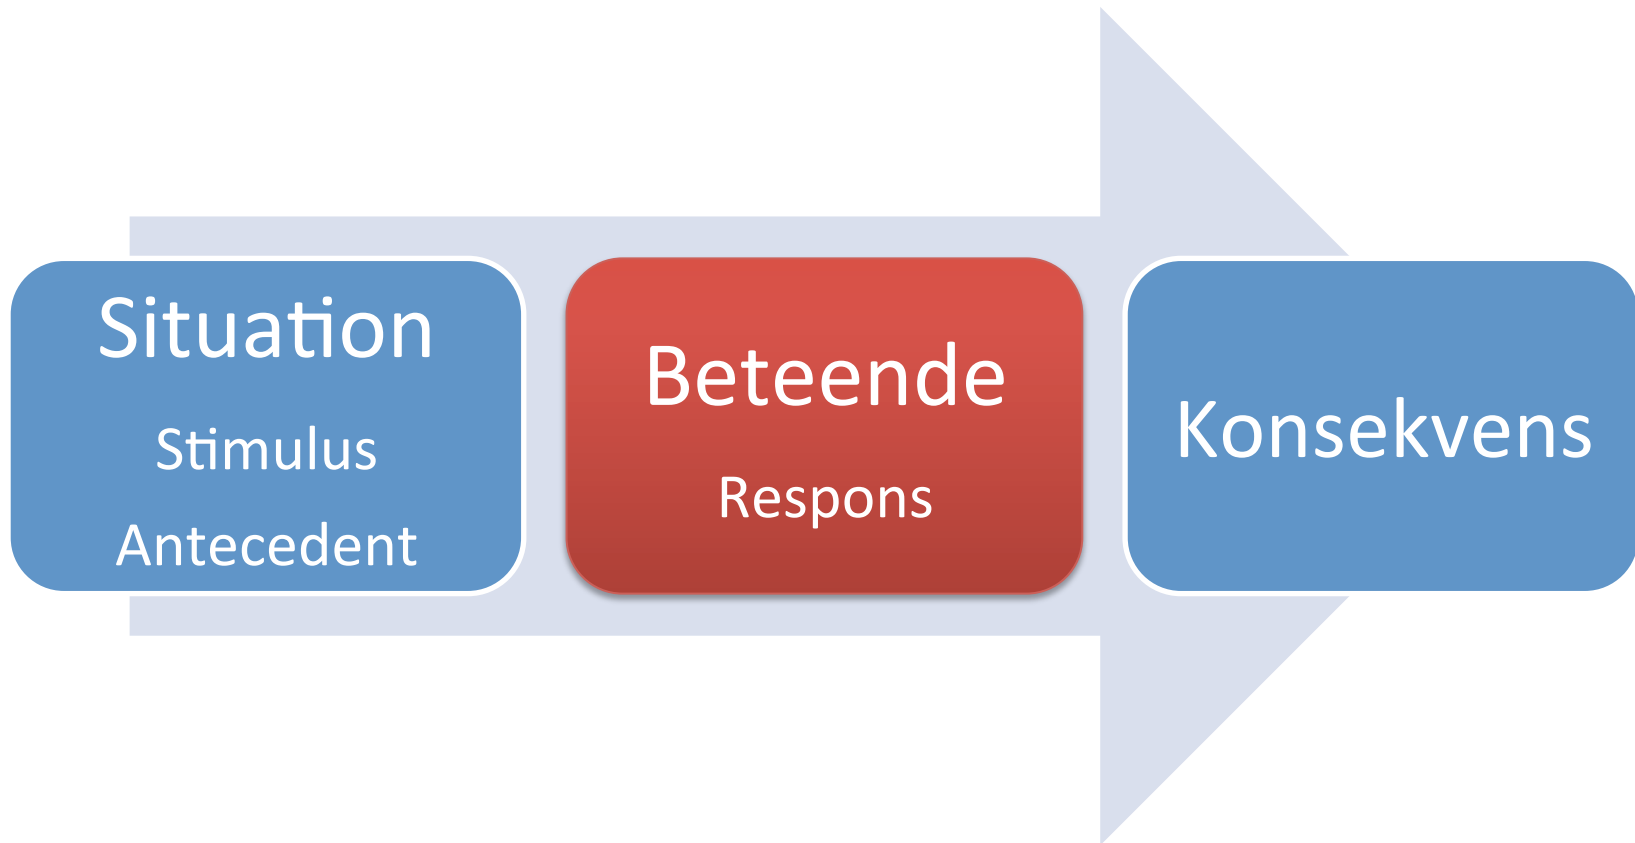 Situation
Stimulus
Antecedent
Beteende
Respons
Konsekvens